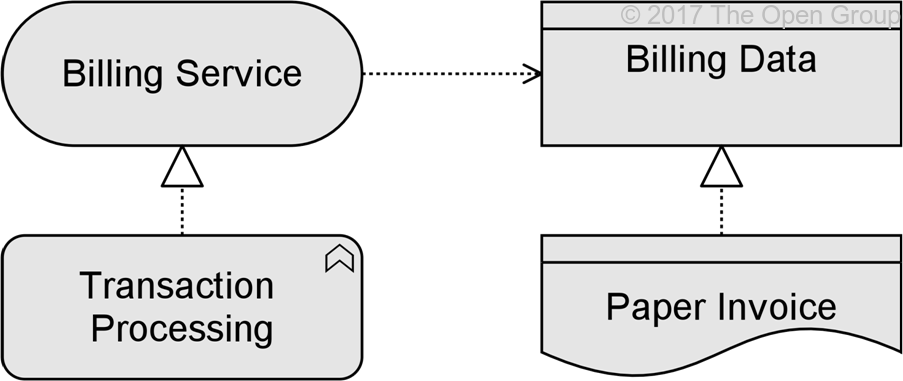 © 2017 The Open Group
Billing Service
Billing Data
Transaction
Processing
Paper Invoice